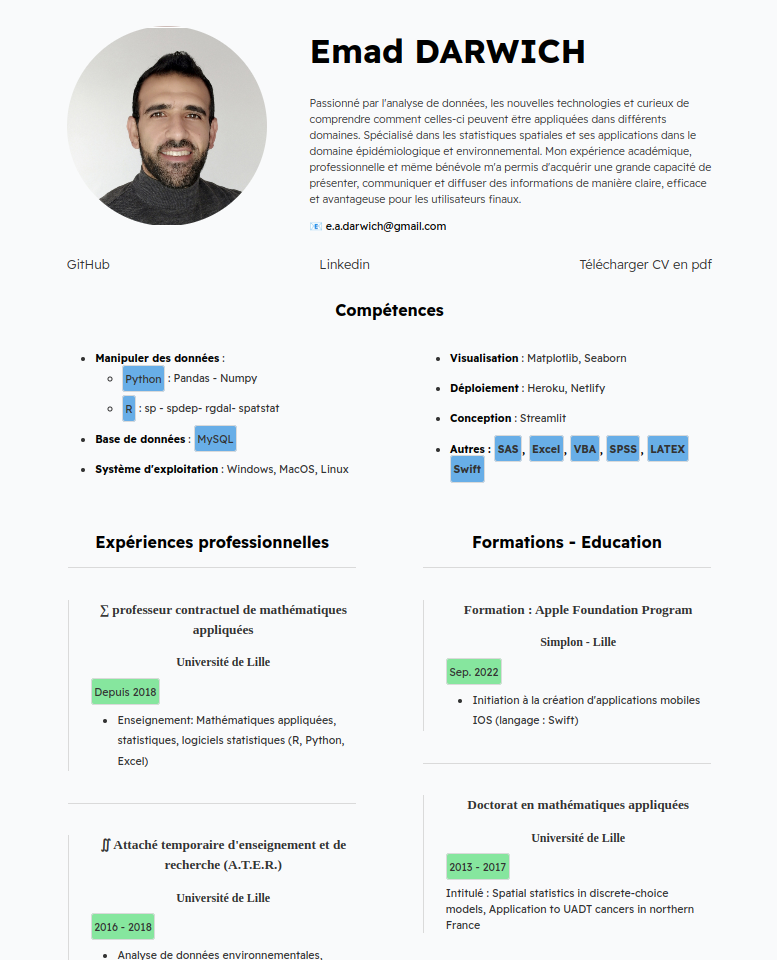 Emad DARWICH
Passionné par l'analyse de données, les nouvelles technologies et curieux de
comprendre comment celles-ci peuvent être appliquées dans différents
domaines. Spécialisé dans les statistiques spatiales et ses applications dans le
domaine épidémiologique et environnemental. Mon expérience académique,
professionnelle et même bénévole m'a permis d'acquérir une grande capacité de
présenter, communiquer et diffuser des informations de manière claire, efficace
et avantageuse pour les utilisateurs finaux.
📧 e.a.darwich@gmail.com
GitHub
Linkedin
Télécharger CV en pdf
Compétences
• Manipuler des données :
◦ Python : Pandas - Numpy
◦ R : sp - spdep- rgdal- spatstat
• Base de données : MySQL
• Système d'exploitation : Windows, MacOS, Linux
• Visualisation : Matplotlib, Seaborn
• Déploiement : Heroku, Netlify
• Conception : Streamlit
• Autres : SAS , Excel , VBA , SPSS , LATEX
Swift
Expériences professionnelles
∑ professeur contractuel de mathématiques
appliquées
Université de Lille
Depuis 2018
• Enseignement: Mathématiques appliquées,
statistiques, logiciels statistiques (R, Python,
Excel)
∬ Attaché temporaire d'enseignement et de
recherche (A.T.E.R.)
Université de Lille
2016 - 2018
• Analyse de données environnementales,
Formations - Education
Formation : Apple Foundation Program
Simplon - Lille
Sep. 2022
• Initiation à la création d'applications mobiles
IOS (langage : Swift)
Doctorat en mathématiques appliquées
Université de Lille
2013 - 2017
Intitulé : Spatial statistics in discrete-choice
models, Application to UADT cancers in northern
France